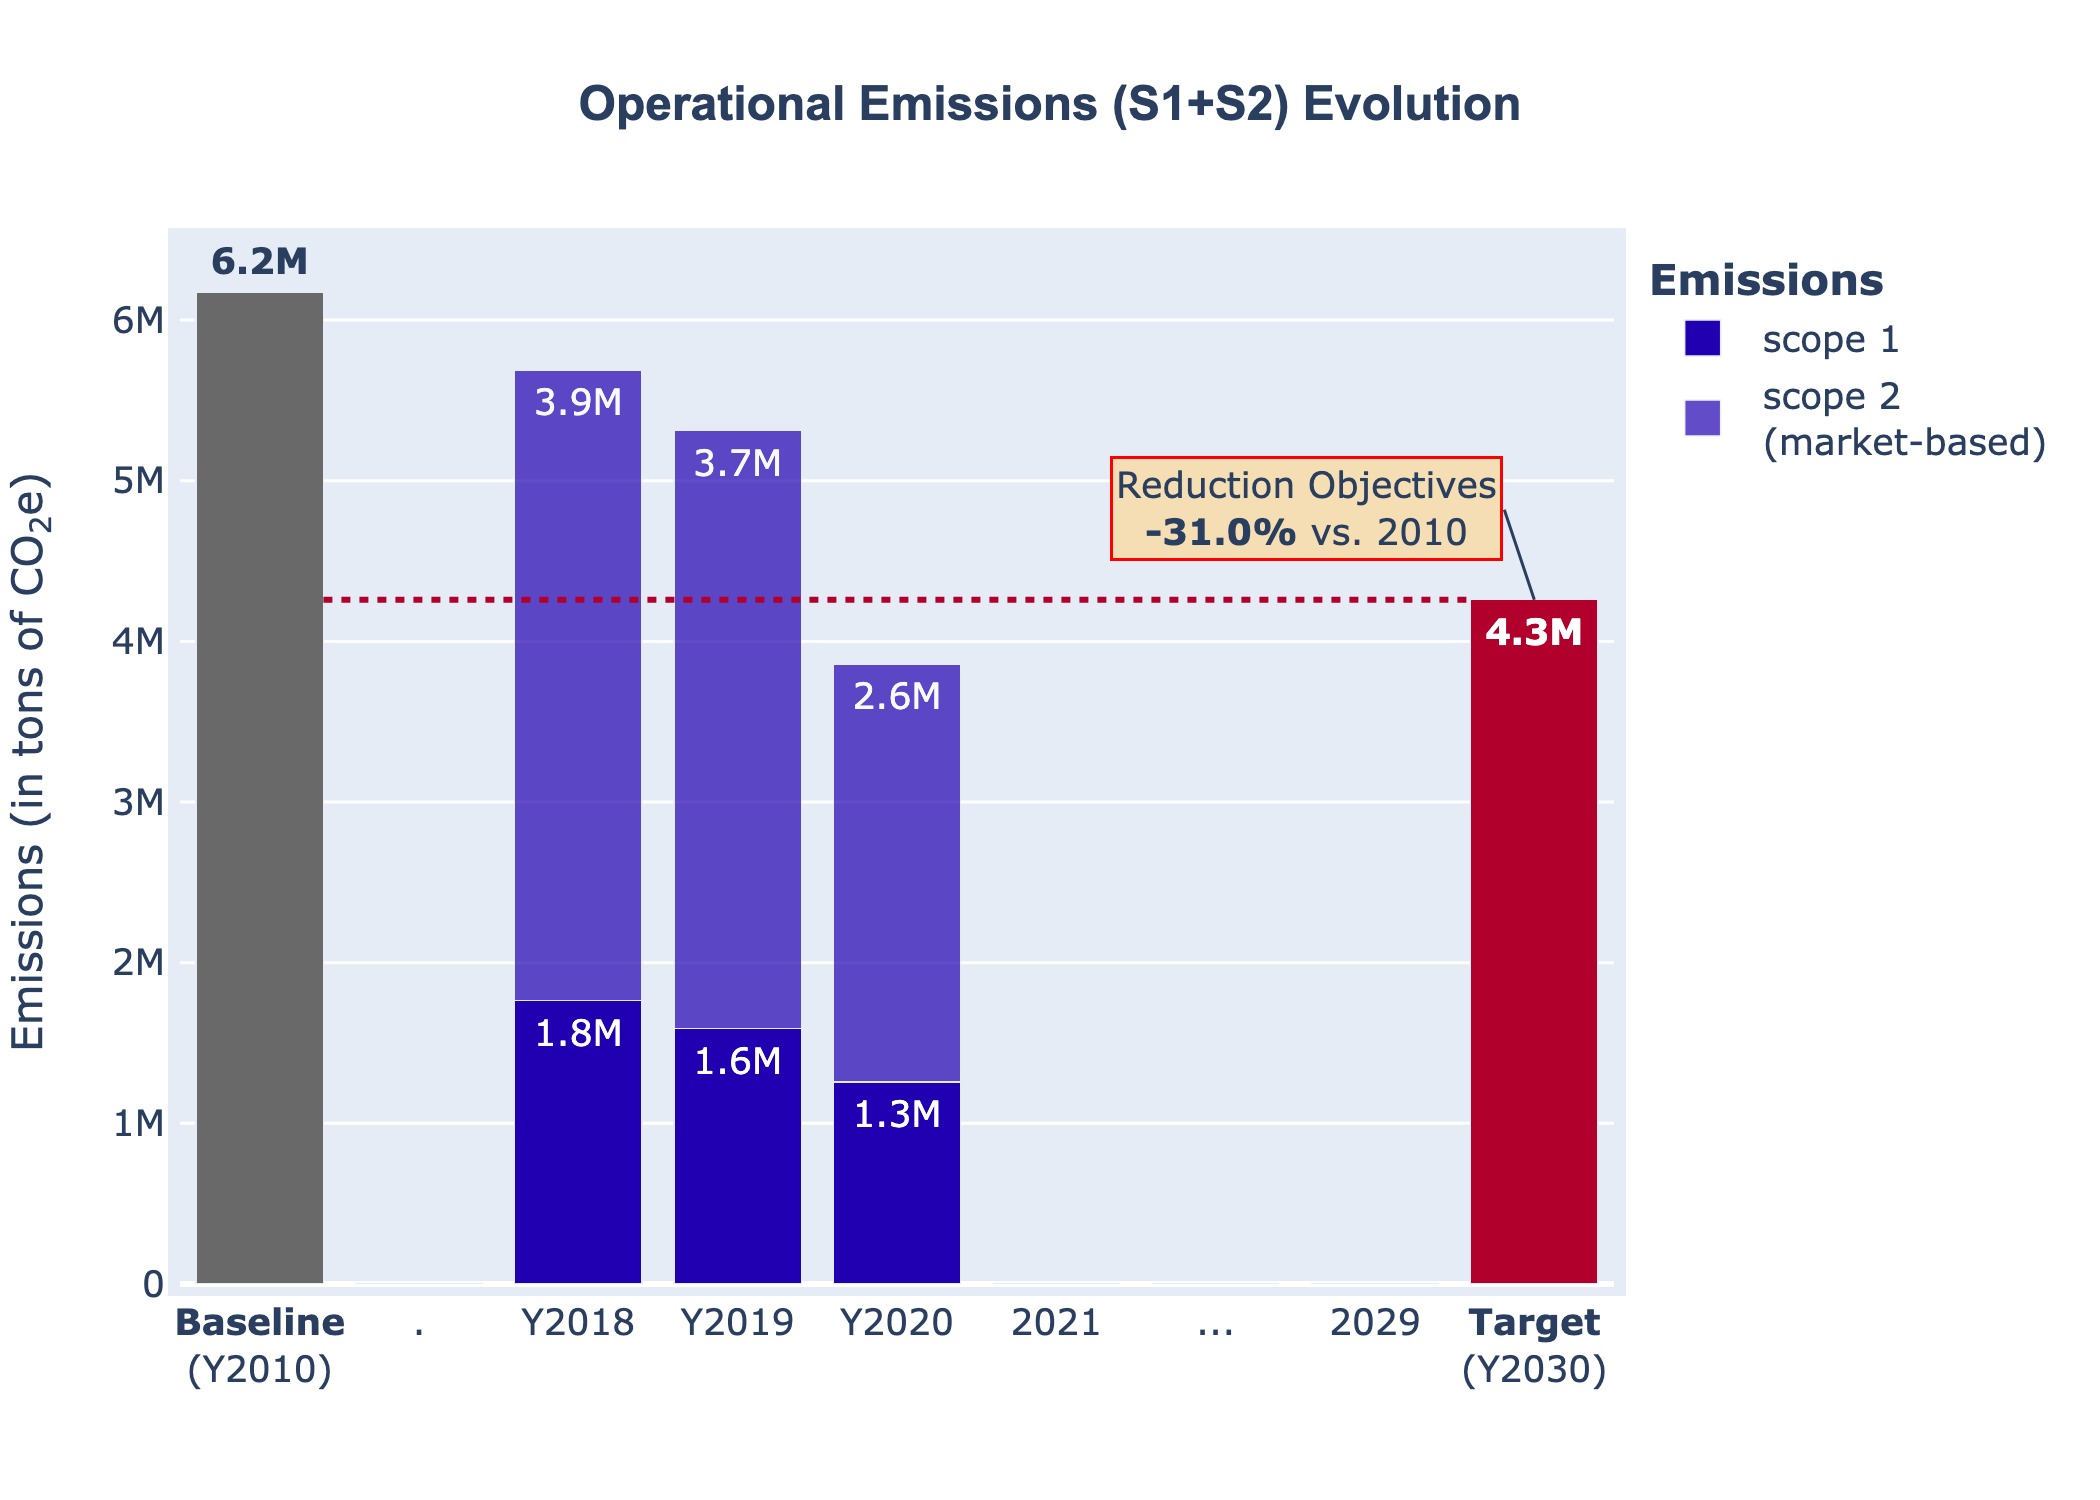 Operational Emissions (S1+S2) Evolution
Emissions (in tons of CO₂e)
6M
5M
4M
3M
2M
1M
0
6.2M
3.9M
1.8M
3.7M
1.6M
2.6M
1.3M
Reduction Objectives
-31.0% vs. 2010
4.3M
Baseline
(Y2010)
.
Y2018
Y2019
Y2020
2021
...
2029
Target
(Y2030)
Emissions
scope 1
scope 2
(market-based)